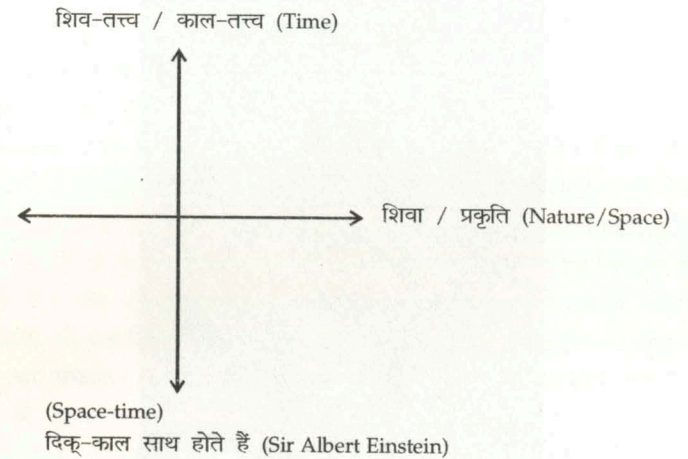 शिव-तत्त्व / काल-तत्त्व (Time)
शिवा / प्रकृति (Nature/Space)
(Space-time)
दिक्-काल साथ होते हैं (Sir Albert Einstein)